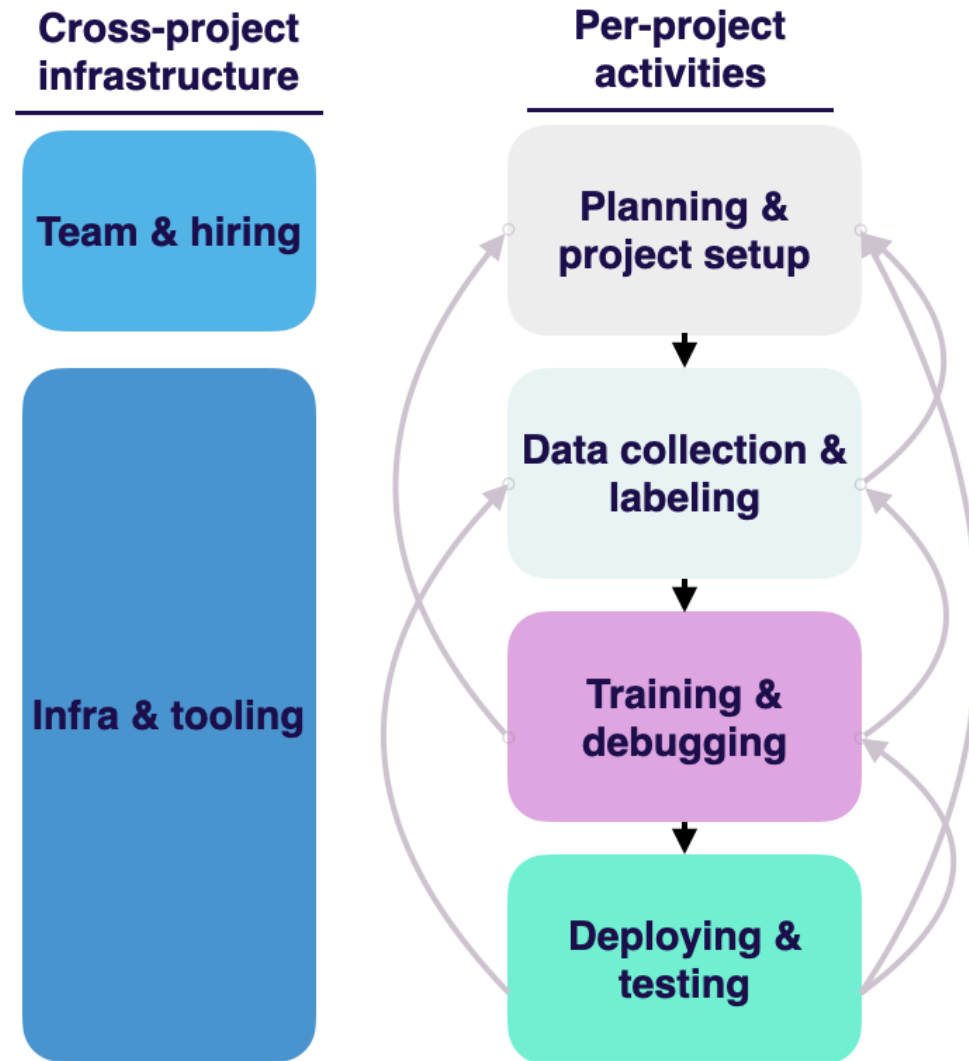 Cross-project
infrastructure
Team & hiring
Infra & tooling
Per-project
activities
Planning &
project setup
Data collection &
labeling
Training &
debugging
Deploying &
testing